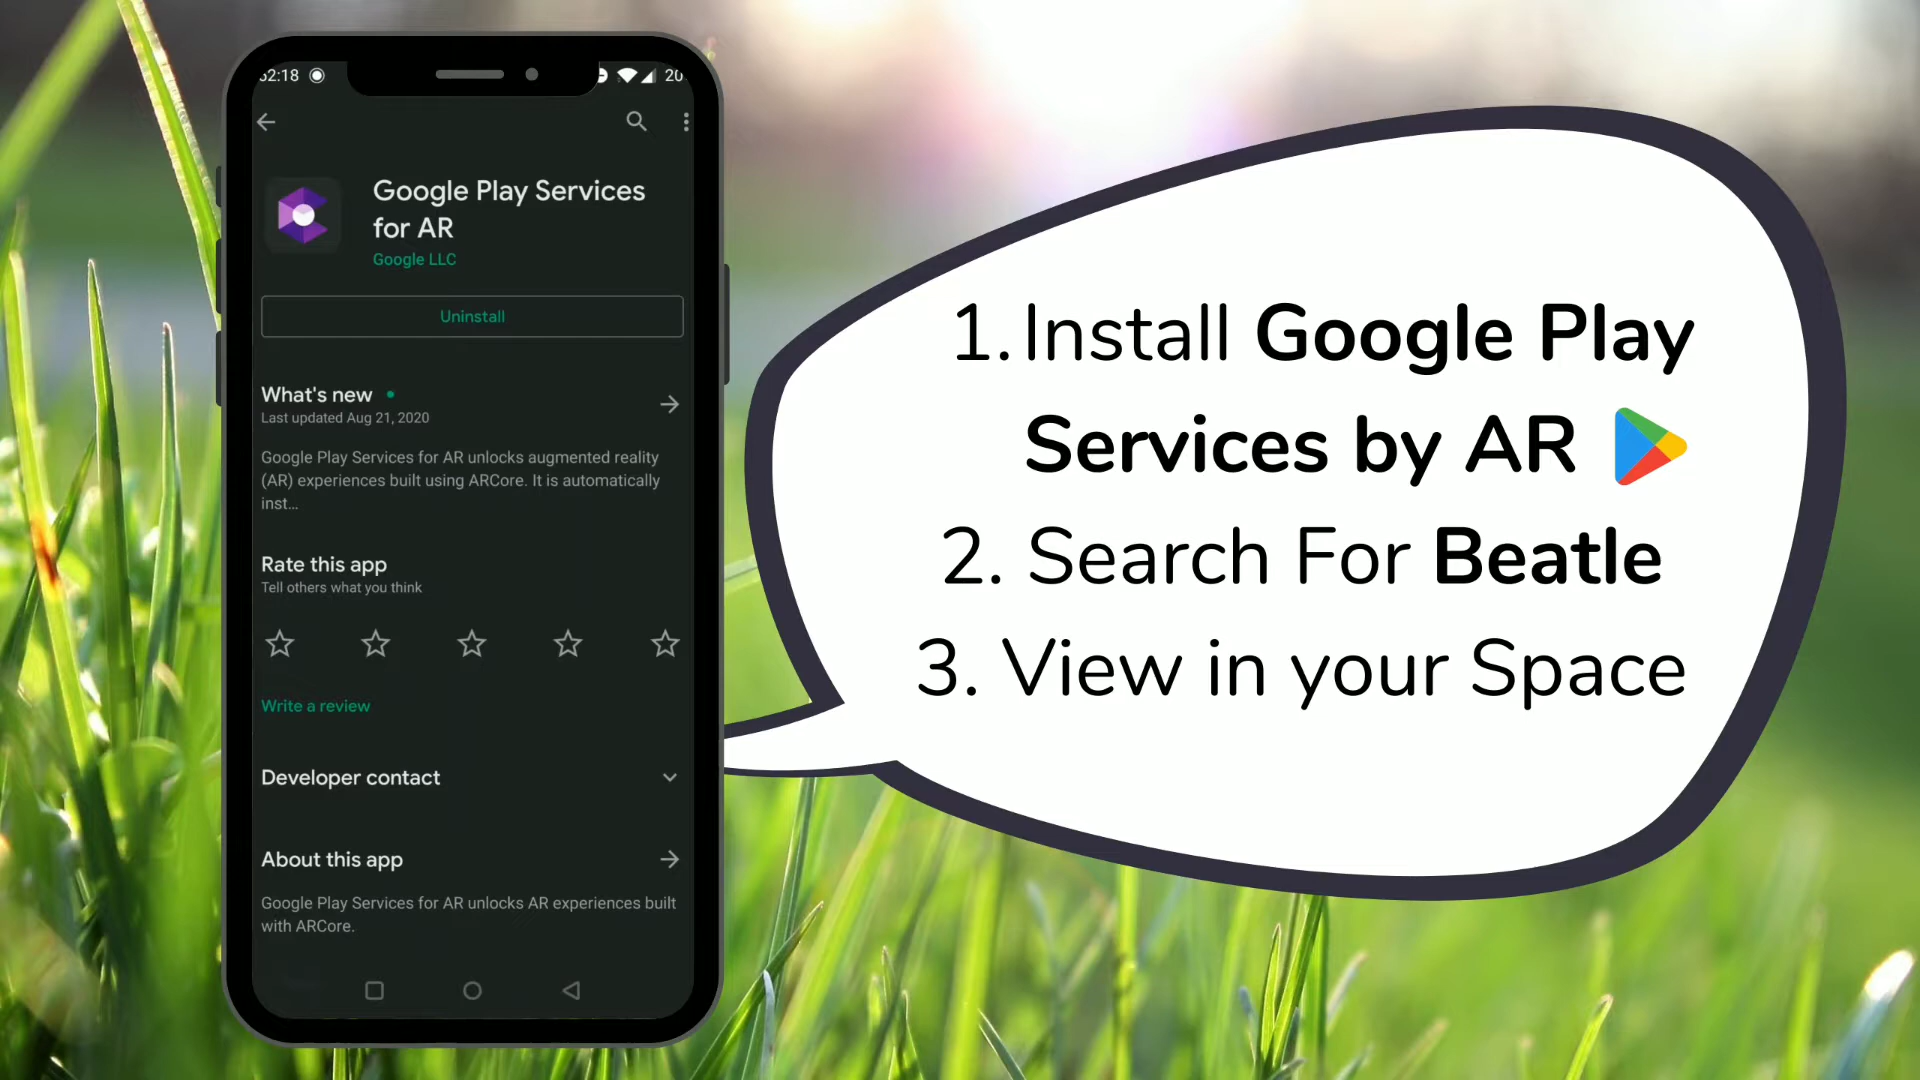 52:18
20
Google Play Services
for AR
Google LLC
Uninstall
What's new
Last updated Aug 21, 2020
Google Play Services for AR unlocks augmented reality
(AR) experiences built using ARCore. It is automatically
inst...
Rate this app
Tell others what you think
Write a review
Developer contact
About this app
Google Play Services for AR unlocks AR experiences built
with ARCore.
1. Install Google Play
Services by AR
2. Search For Beatle
3. View in your Space